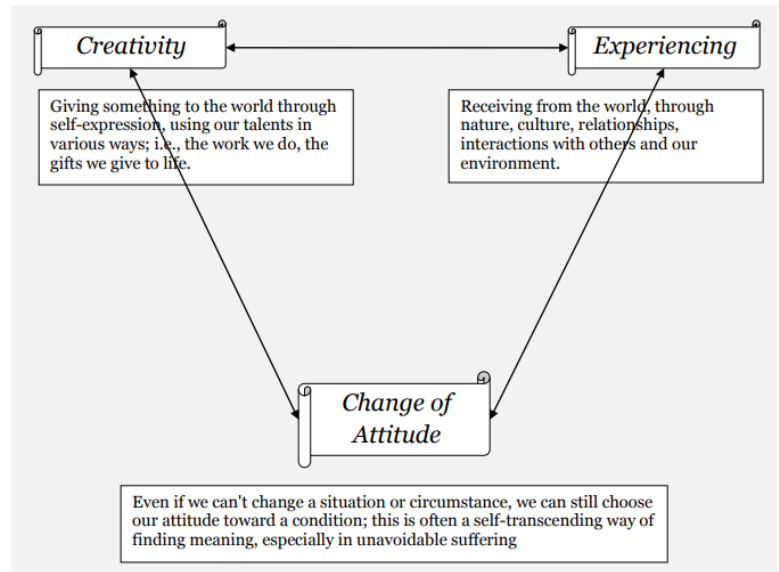 Creativity
Experiencing
Giving something to the world through
self-expression, using our talents in
various ways; i.e., the work we do, the
gifts we give to life.
Receiving from the world, through
nature, culture, relationships,
interactions with others and our
environment.
Change of
Attitude
Even if we can't change a situation or circumstance, we can still choose
our attitude toward a condition; this is often a self-transcending way of
finding meaning, especially in unavoidable suffering